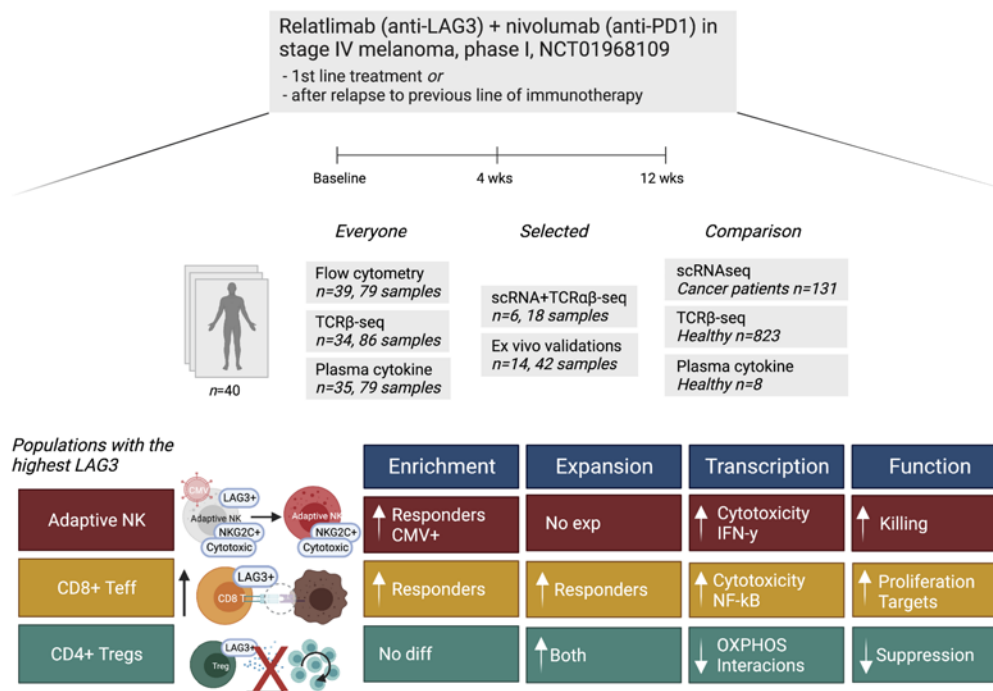 Relatlimab (anti-LAG3) + nivolumab (anti-PD1) in
stage IV melanoma, phase I, NCT01968109
- 1st line treatment or
- after relapse to previous line of immunotherapy
Baseline
4 wks
12 wks
Everyone
Selected
Comparison
Flow cytometry
n=39, 79 samples
TCRβ-seq
n=34, 86 samples
Plasma cytokine
n=35, 79 samples
scRNA+TCRαβ-seq
n=6, 18 samples
Ex vivo validations
n=14, 42 samples
scRNAseq
Cancer patients n=131
TCRβ-seq
Healthy n=823
Plasma cytokine
Healthy n=8
n=40
Populations with the
highest LAG3
Enrichment
Expansion
Transcription
Function
Adaptive NK
CMV
LAG3+
Adaptive NK
NKG2C+
Cytotoxic
Adaptive NK
NKG2C+
Cytotoxic
Responders
CMV+
No exp
Cytotoxicity
IFN-y
Killing
CD8+ Teff
LAG3+
CD8 T
Responders
Responders
Cytotoxicity
NF-kB
Proliferation
Targets
CD4+ Tregs
LAG3+
Treg
No diff
Both
OXPHOS
Interacions
Suppression